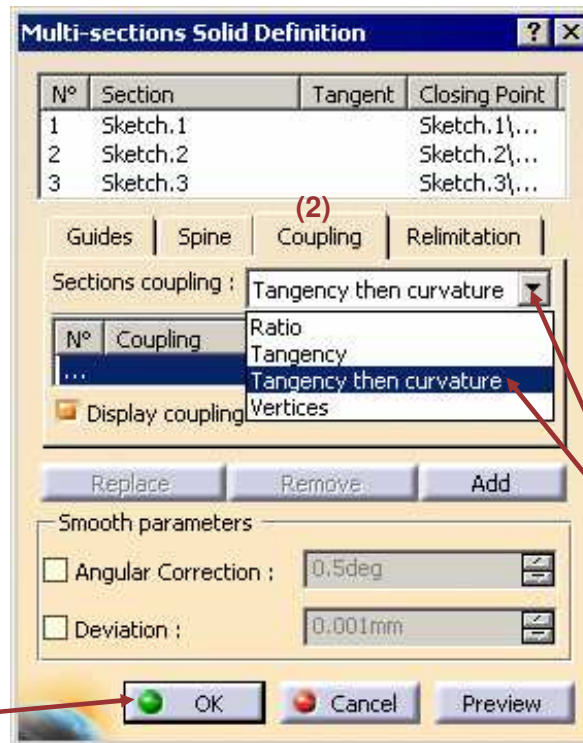 Multi-sections Solid Definition ? X
N° Section Tangent Closing Point
1 Sketch.1 Sketch.1\...
2 Sketch.2 Sketch.2\...
3 Sketch.3 Sketch.3\...
(2)
Guides Spine Coupling Relimitation
Sections coupling : Tangency then curvature
N° Coupling
...
Ratio
Tangency
Tangency then curvature
Vertices
Display coupling
Replace Remove Add
Smooth parameters
Angular Correction : 0.5deg
Deviation : 0.001mm
OK Cancel Preview